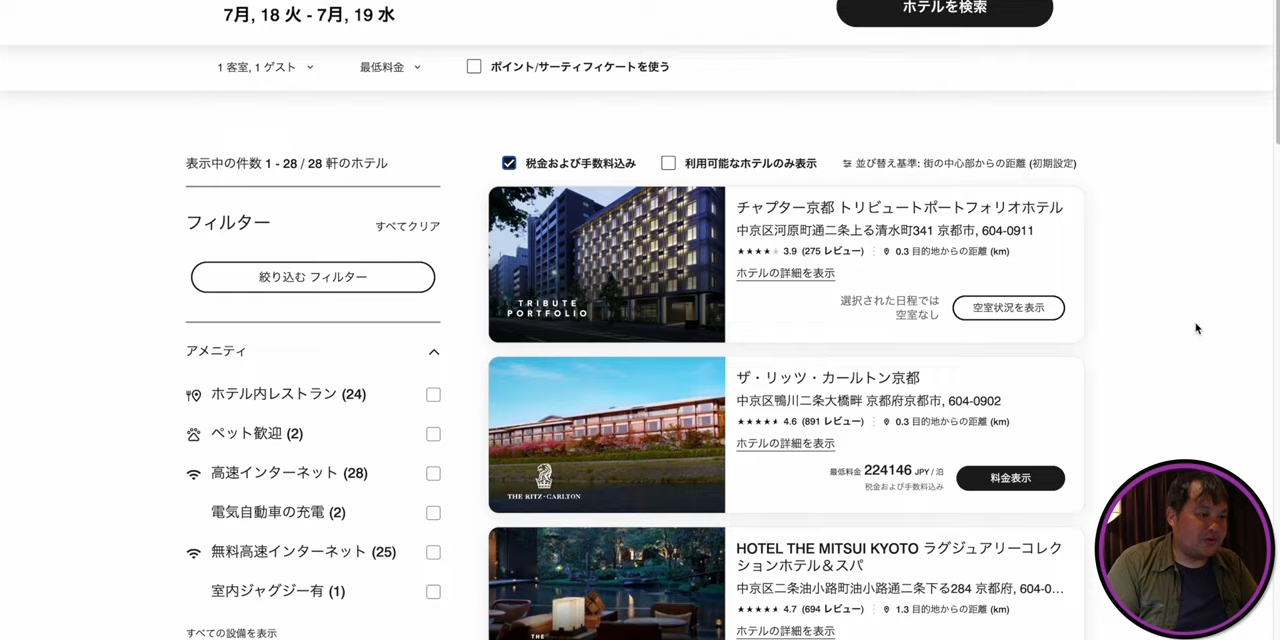 7月, 18 火 - 7月, 19 水
ホテルを検索
1 客室, 1 ゲスト
最低料金
ポイント/サーティフィケートを使う
表示中の件数 1 - 28 / 28 軒のホテル
税金および手数料込み
利用可能なホテルのみ表示
並び替え基準: 街の中心部からの距離 (初期設定)
フィルター
すべてクリア
絞り込む フィルター
アメニティ
ホテル内レストラン (24)
ペット歓迎 (2)
高速インターネット (28)
電気自動車の充電 (2)
無料高速インターネット (25)
室内ジャグジー有 (1)
すべての設備を表示
TRIBUTE
PORTFOLIO
チャプター京都 トリビュートポートフォリオホテル
中京区河原町通二条上る清水町341 京都市, 604-0911
3.9 (275 レビュー)
0.3 目的地からの距離 (km)
ホテルの詳細を表示
選択された日程では
空室なし
空室状況を表示
THE RITZ-CARLTON
ザ・リッツ・カールトン京都
中京区鴨川二条大橋畔 京都府京都市, 604-0902
4.6 (891 レビュー)
0.3 目的地からの距離 (km)
ホテルの詳細を表示
最低料金 224146 JPY / 泊
税金および手数料込み
料金表示
THE
HOTEL THE MITSUI KYOTO ラグジュアリーコレク
ションホテル＆スパ
中京区二条油小路町油小路通二条下る284 京都府, 604-0…
4.7 (694 レビュー)
1.3 目的地からの距離 (km)
ホテルの詳細を表示